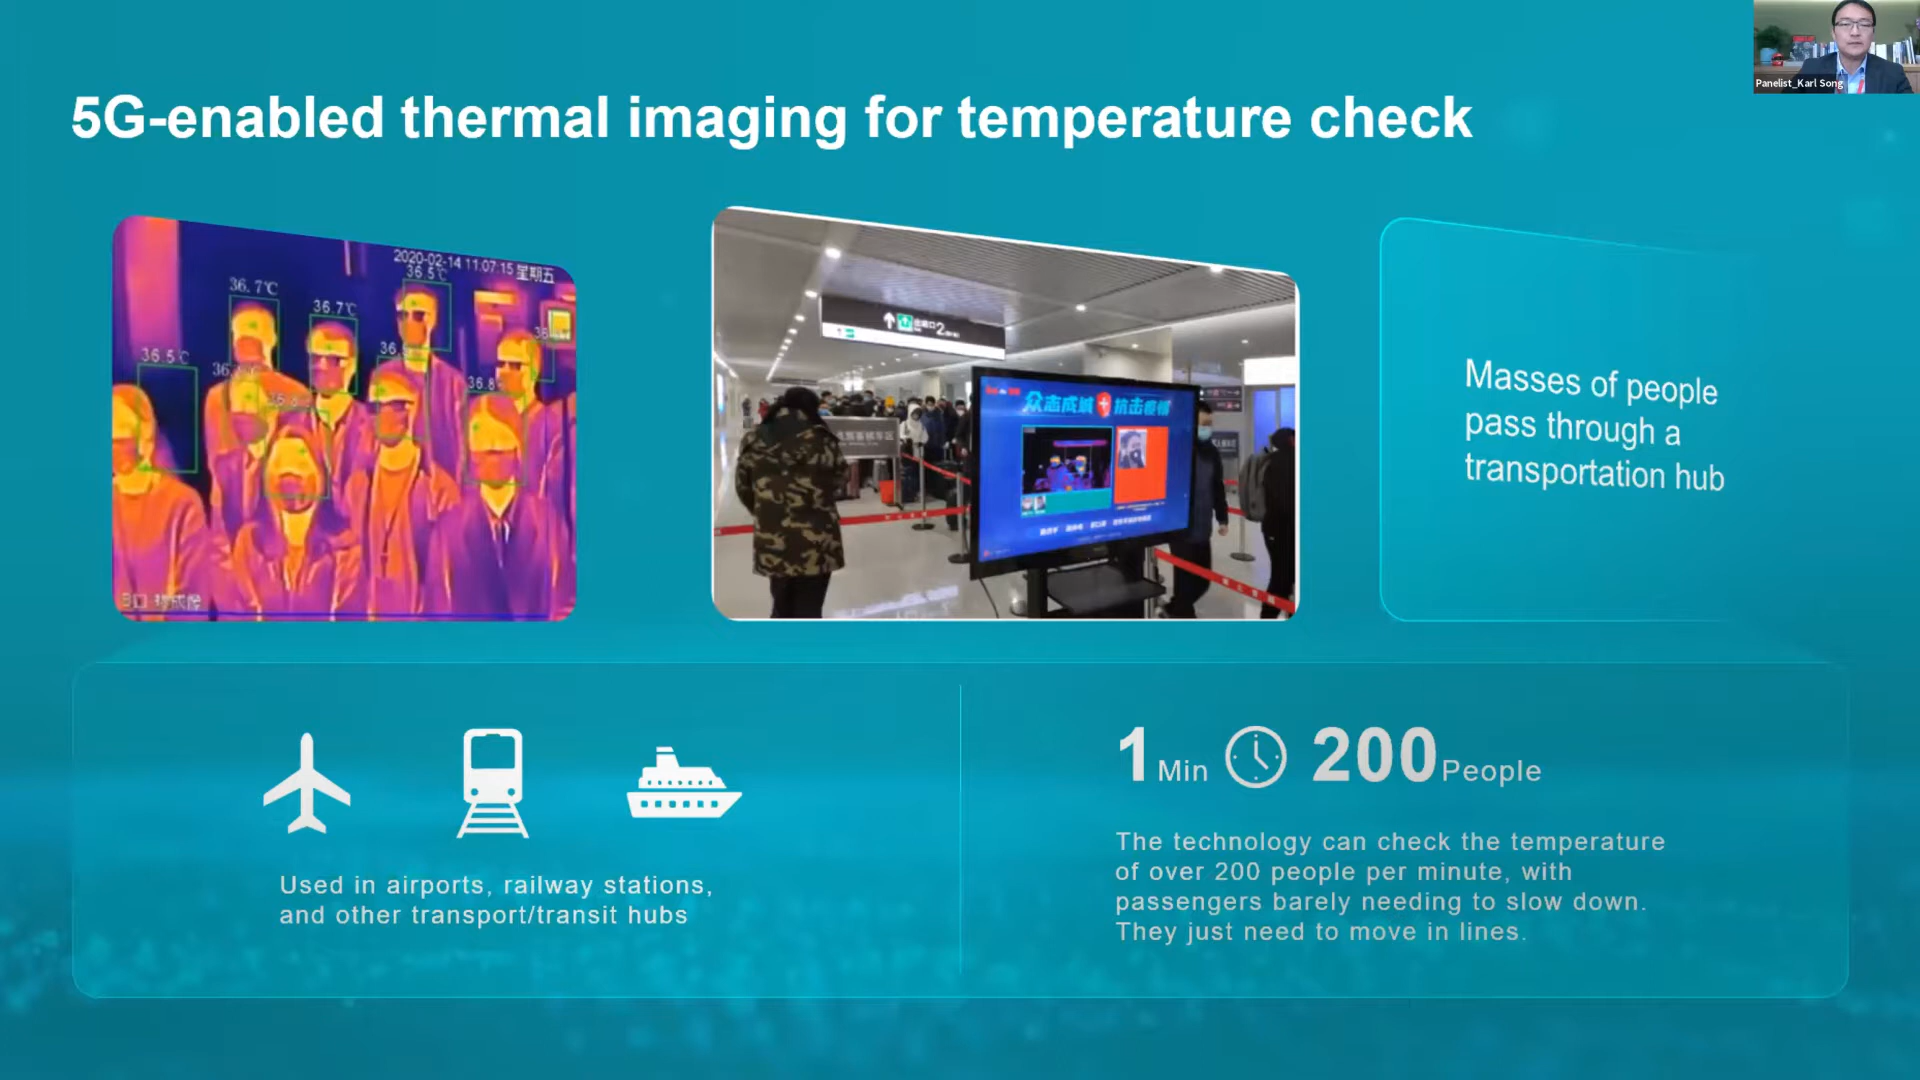 Panelist_Karl Song
5G-enabled thermal imaging for temperature check
2020-02-14 11:07:15 星期五
36.5℃
36.7℃
36.7℃
36.5℃
36.8
2
众志成城 抗击疫情
Masses of people
pass through a
transportation hub
1 Min 200 People
Used in airports, railway stations,
and other transport/transit hubs
The technology can check the temperature
of over 200 people per minute, with
passengers barely needing to slow down.
They just need to move in lines.